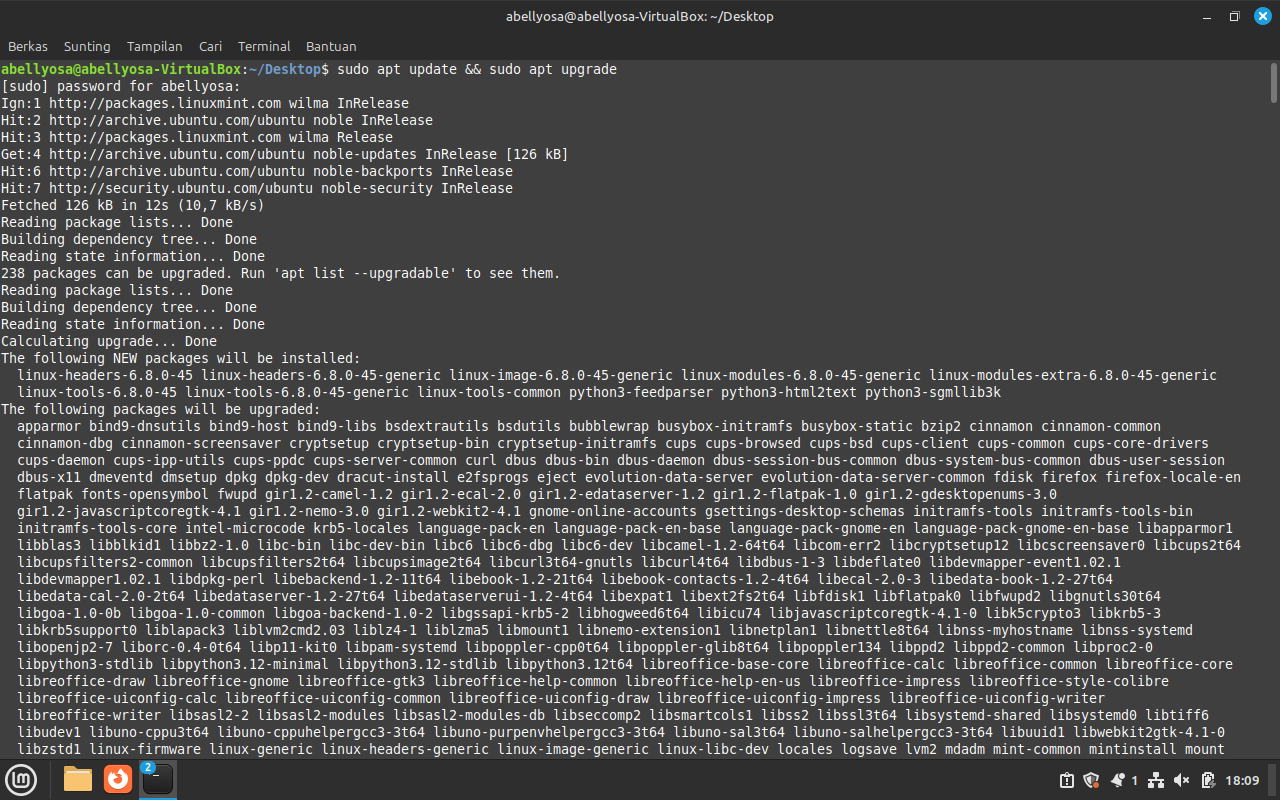 abellyosa@abellyosa-VirtualBox: ~/Desktop
Berkas Sunting Tampilan Cari Terminal Bantuan
abellyosa@abellyosa-VirtualBox:~/Desktop$ sudo apt update && sudo apt upgrade
[sudo] password for abellyosa:
Ign:1 http://packages.linuxmint.com wilma InRelease
Hit:2 http://archive.ubuntu.com/ubuntu noble InRelease
Hit:3 http://packages.linuxmint.com wilma Release
Get:4 http://archive.ubuntu.com/ubuntu noble-updates InRelease [126 kB]
Hit:6 http://archive.ubuntu.com/ubuntu noble-backports InRelease
Hit:7 http://security.ubuntu.com/ubuntu noble-security InRelease
Fetched 126 kB in 12s (10,7 kB/s)
Reading package lists... Done
Building dependency tree... Done
Reading state information... Done
238 packages can be upgraded. Run 'apt list --upgradable' to see them.
Reading package lists... Done
Building dependency tree... Done
Reading state information... Done
Calculating upgrade... Done
The following NEW packages will be installed:
linux-headers-6.8.0-45 linux-headers-6.8.0-45-generic linux-image-6.8.0-45-generic linux-modules-6.8.0-45-generic linux-modules-extra-6.8.0-45-generic
linux-tools-6.8.0-45 linux-tools-6.8.0-45-generic linux-tools-common python3-feedparser python3-html2text python3-sgmllib3k
The following packages will be upgraded:
apparmor bind9-dnsutils bind9-host bind9-libs bsdextrautils bsdutils bubblewrap busybox-initramfs busybox-static bzip2 cinnamon cinnamon-common
cinnamon-dbg cinnamon-screensaver cryptsetup cryptsetup-bin cryptsetup-initramfs cups cups-browsed cups-bsd cups-client cups-common cups-core-drivers
cups-daemon cups-ipp-utils cups-ppdc cups-server-common curl dbus dbus-bin dbus-daemon dbus-session-bus-common dbus-system-bus-common dbus-user-session
dbus-x11 dmeventd dmsetup dpkg dpkg-dev dracut-install e2fsprogs eject evolution-data-server evolution-data-server-common fdisk firefox firefox-locale-en
flatpak fonts-opensymbol fwupd gir1.2-camel-1.2 gir1.2-ecal-2.0 gir1.2-edataserver-1.2 gir1.2-flatpak-1.0 gir1.2-gdesktopenums-3.0
gir1.2-javascriptcoregtk-4.1 gir1.2-nemo-3.0 gir1.2-webkit2-4.1 gnome-online-accounts gsettings-desktop-schemas initramfs-tools initramfs-tools-bin
initramfs-tools-core intel-microcode krb5-locales language-pack-en language-pack-en-base language-pack-gnome-en language-pack-gnome-en-base libapparmor1
libblas3 libblkid1 libbz2-1.0 libc-bin libc-dev-bin libc6 libc6-dbg libc6-dev libcamel-1.2-64t64 libcom-err2 libcryptsetup12 libcscreensaver0 libcups2t64
libcupsfilters2-common libcupsfilters2t64 libcupsimage2t64 libcurl3t64-gnutls libcurl4t64 libdbus-1-3 libdeflate0 libdevmapper-event1.02.1
libdevmapper1.02.1 libdpkg-perl libebackend-1.2-11t64 libebook-1.2-21t64 libebook-contacts-1.2-4t64 libecal-2.0-3 libedata-book-1.2-27t64
libedata-cal-2.0-2t64 libedataserver-1.2-27t64 libedataserverui-1.2-4t64 libexpat1 libext2fs2t64 libfdisk1 libflatpak0 libfwupd2 libgnutls30t64
libgoa-1.0-0b libgoa-1.0-common libgoa-backend-1.0-2 libgssapi-krb5-2 libhogweed6t64 libicu74 libjavascriptcoregtk-4.1-0 libk5crypto3 libkrb5-3
libkrb5support0 liblapack3 liblvm2cmd2.03 liblz4-1 liblzma5 libmount1 libnemo-extension1 libnetplan1 libnettle8t64 libnss-myhostname libnss-systemd
libopenjp2-7 liborc-0.4-0t64 libp11-kit0 libpam-systemd libpoppler-cpp0t64 libpoppler-glib8t64 libpoppler134 libppd2 libppd2-common libproc2-0
libpython3-stdlib libpython3.12-minimal libpython3.12-stdlib libpython3.12t64 libreoffice-base-core libreoffice-calc libreoffice-common libreoffice-core
libreoffice-draw libreoffice-gnome libreoffice-gtk3 libreoffice-help-common libreoffice-help-en-us libreoffice-impress libreoffice-style-colibre
libreoffice-uiconfig-calc libreoffice-uiconfig-common libreoffice-uiconfig-draw libreoffice-uiconfig-impress libreoffice-uiconfig-writer
libreoffice-writer libsasl2-2 libsasl2-modules libsasl2-modules-db libseccomp2 libsmartcols1 libss2 libssl3t64 libsystemd-shared libsystemd0 libtiff6
libudev1 libuno-cppu3t64 libuno-cppuhelpergcc3-3t64 libuno-purpenvhelpergcc3-3t64 libuno-sal3t64 libuno-salhelpergcc3-3t64 libuuid1 libwebkit2gtk-4.1-0
libzstd1 linux-firmware linux-generic linux-headers-generic linux-image-generic linux-libc-dev locales logsave lvm2 mdadm mint-common mintinstall mount
2
1
18:09